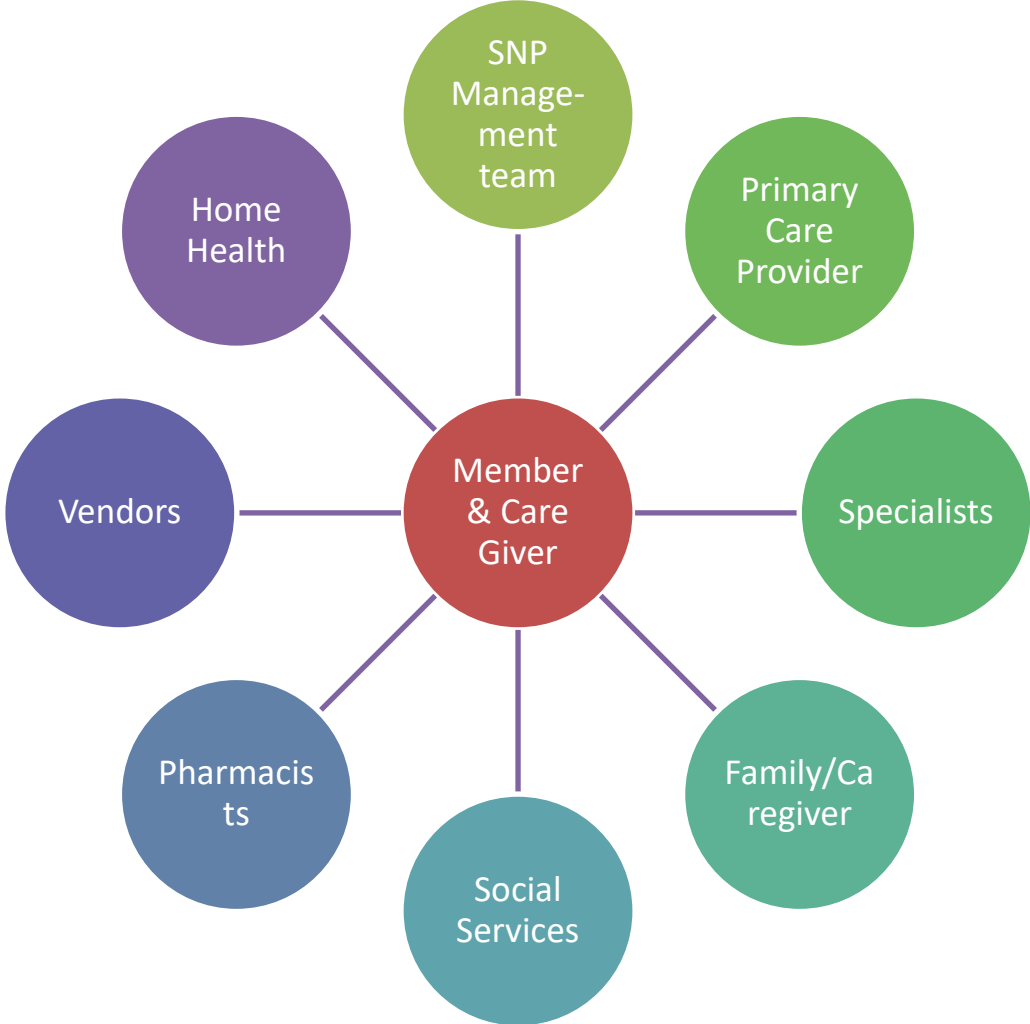 SNP
Manage-
ment
team
Primary
Care
Provider
Specialists
Family/Ca
regiver
Social
Services
Pharmacis
ts
Vendors
Home
Health
Member
& Care
Giver